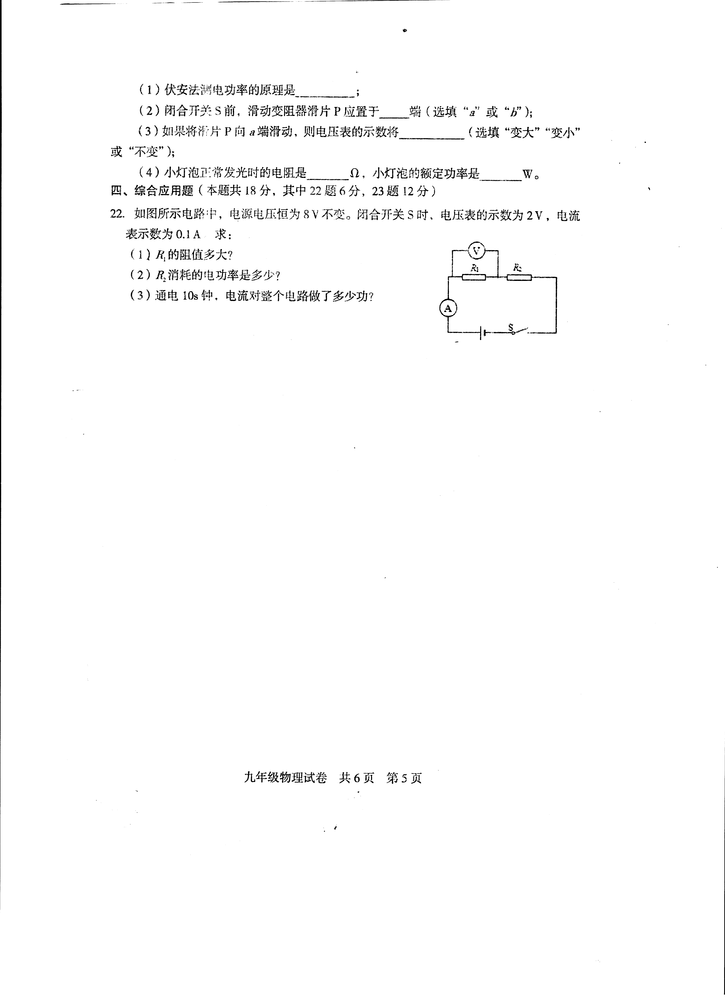 （1）伏安法测电功率的原理是__________；
（2）闭合开关 S 前，滑动变阻器滑片 P 应置于_____端（选填“a”或“b”）；
（3）如果将滑片 P 向 a 端滑动，则电压表的示数将___________（选填“变大”“变小”
或“不变”）；
（4）小灯泡正常发光时的电阻是_______Ω，小灯泡的额定功率是_______W。
四、综合应用题（本题共 18 分，其中 22 题 6 分，23 题 12 分）
22. 如图所示电路中，电源电压恒为 8 V 不变。闭合开关 S 时，电压表的示数为 2 V，电流
表示数为 0.1 A 求：
（1）R₁的阻值多大？
（2）R₂消耗的电功率是多少？
（3）通电 10s 钟，电流对整个电路做了多少功？
V
R₁ R₂
A
S
九年级物理试卷 共 6 页 第 5 页